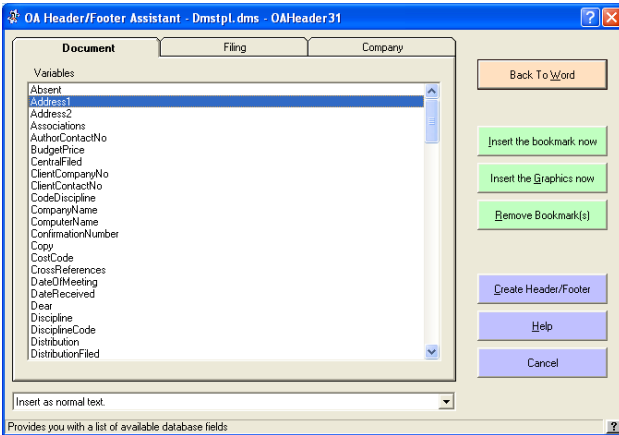 OA Header/Footer Assistant - Dmstpl.dms - OAHeader31
Document Filing Company
Variables
Absent
Address1
Address2
Associations
AuthorContactNo
BudgetPrice
CentralFiled
ClientCompanyNo
ClientContactNo
CodeDiscipline
CompanyName
ComputerName
ConfirmationNumber
Copy
CostCode
CrossReferences
DateOfMeeting
DateReceived
Dear
Discipline
DisciplineCode
Distribution
DistributionFiled
Insert as normal text.
Provides you with a list of available database fields
Back To Word
Insert the bookmark now
Insert the Graphics now
Remove Bookmark(s)
Create Header/Footer
Help
Cancel